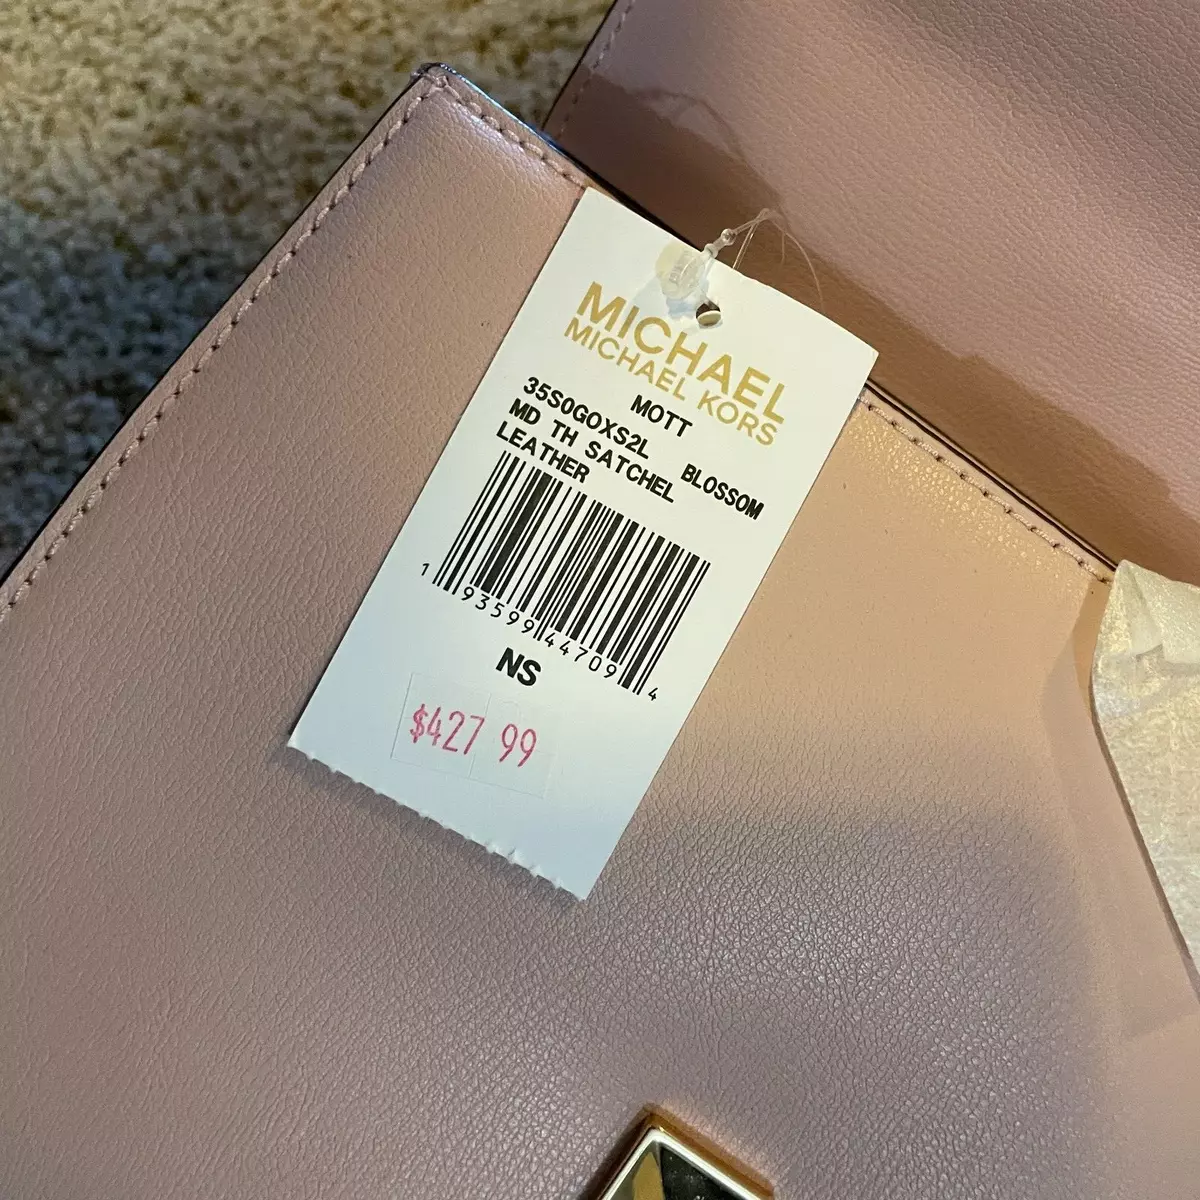 MICHAEL
MICHAEL KORS
MOTT
35S0GOXS2L BLOSSOM
MD TH SATCHEL
LEATHER
1 93599 44709 4
NS
$427 99